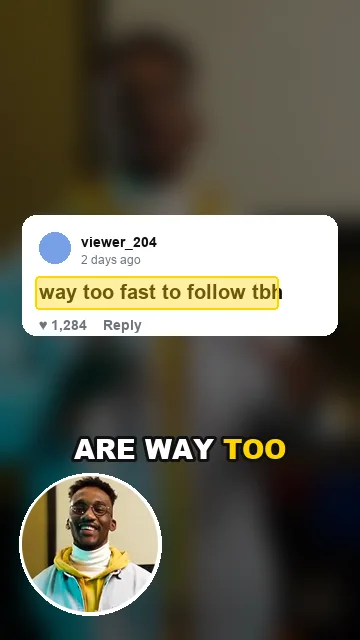 viewer_204
2 days ago
way too fast to follow tbh
♥ 1,284 Reply
ARE WAY TOO